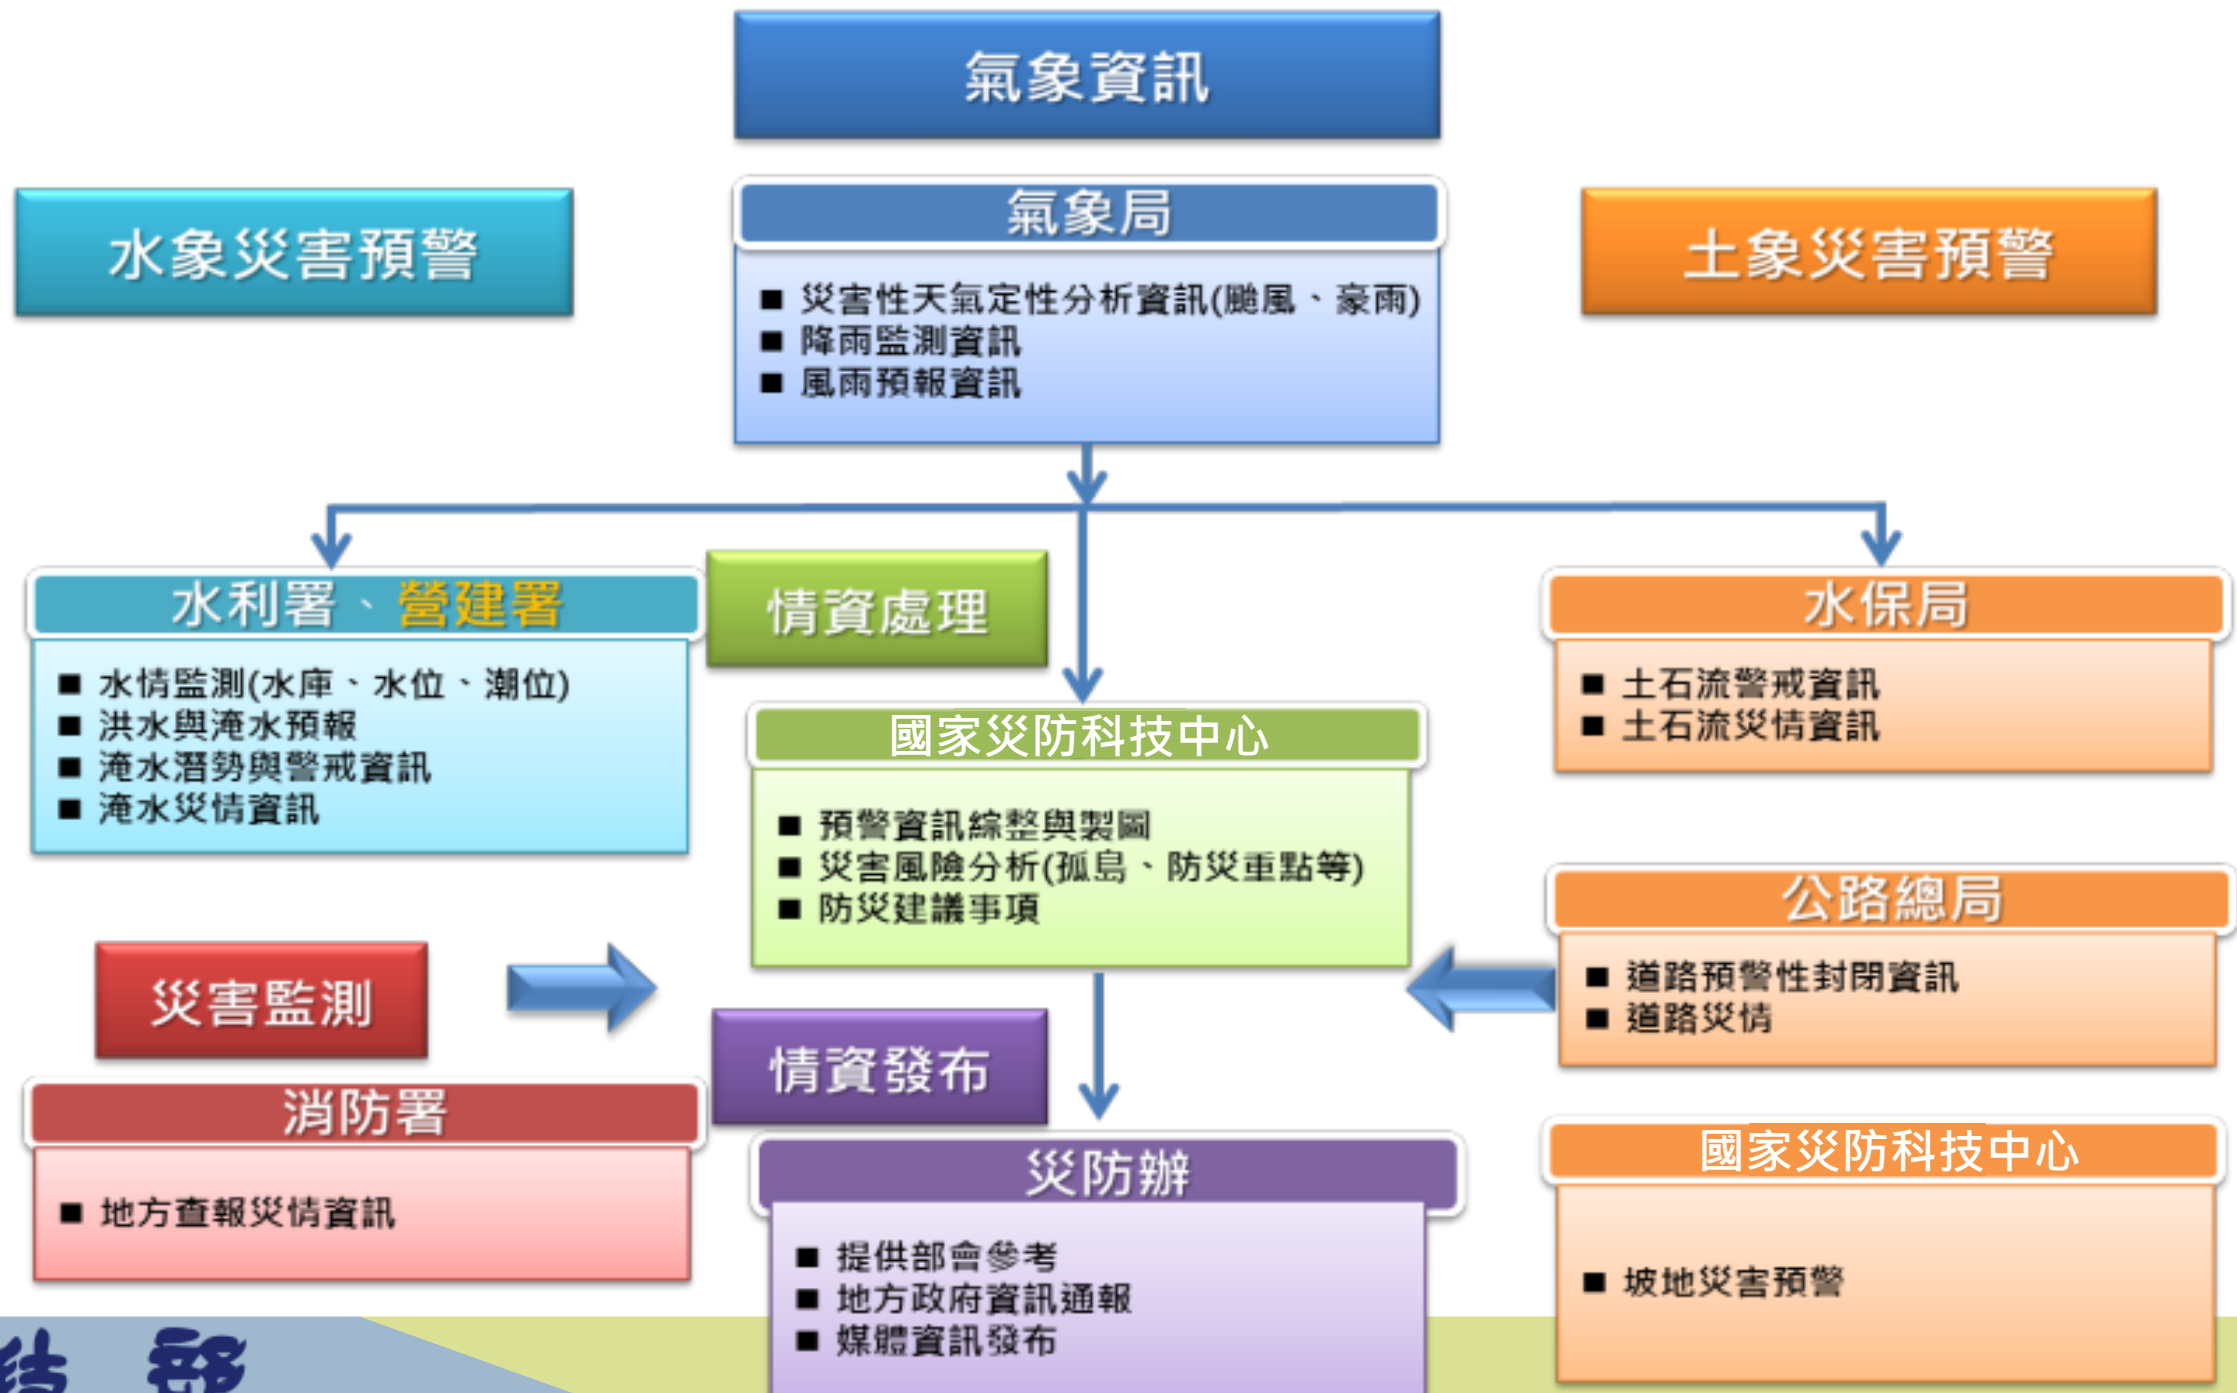 氣象資訊
氣象局
■ 災害性天氣定性分析資訊(颱風、豪雨)
■ 降雨監測資訊
■ 風雨預報資訊
水象災害預警
土象災害預警
水利署、營建署
■ 水情監測(水庫、水位、潮位)
■ 洪水與淹水預報
■ 淹水潛勢與警戒資訊
■ 淹水災情資訊
情資處理
國家災防科技中心
■ 預警資訊綜整與製圖
■ 災害風險分析(孤島、防災重點等)
■ 防災建議事項
水保局
■ 土石流警戒資訊
■ 土石流災情資訊
公路總局
■ 道路預警性封閉資訊
■ 道路災情
災害監測
消防署
■ 地方查報災情資訊
情資發布
災防辦
■ 提供部會參考
■ 地方政府資訊通報
■ 媒體資訊發布
國家災防科技中心
■ 坡地災害預警